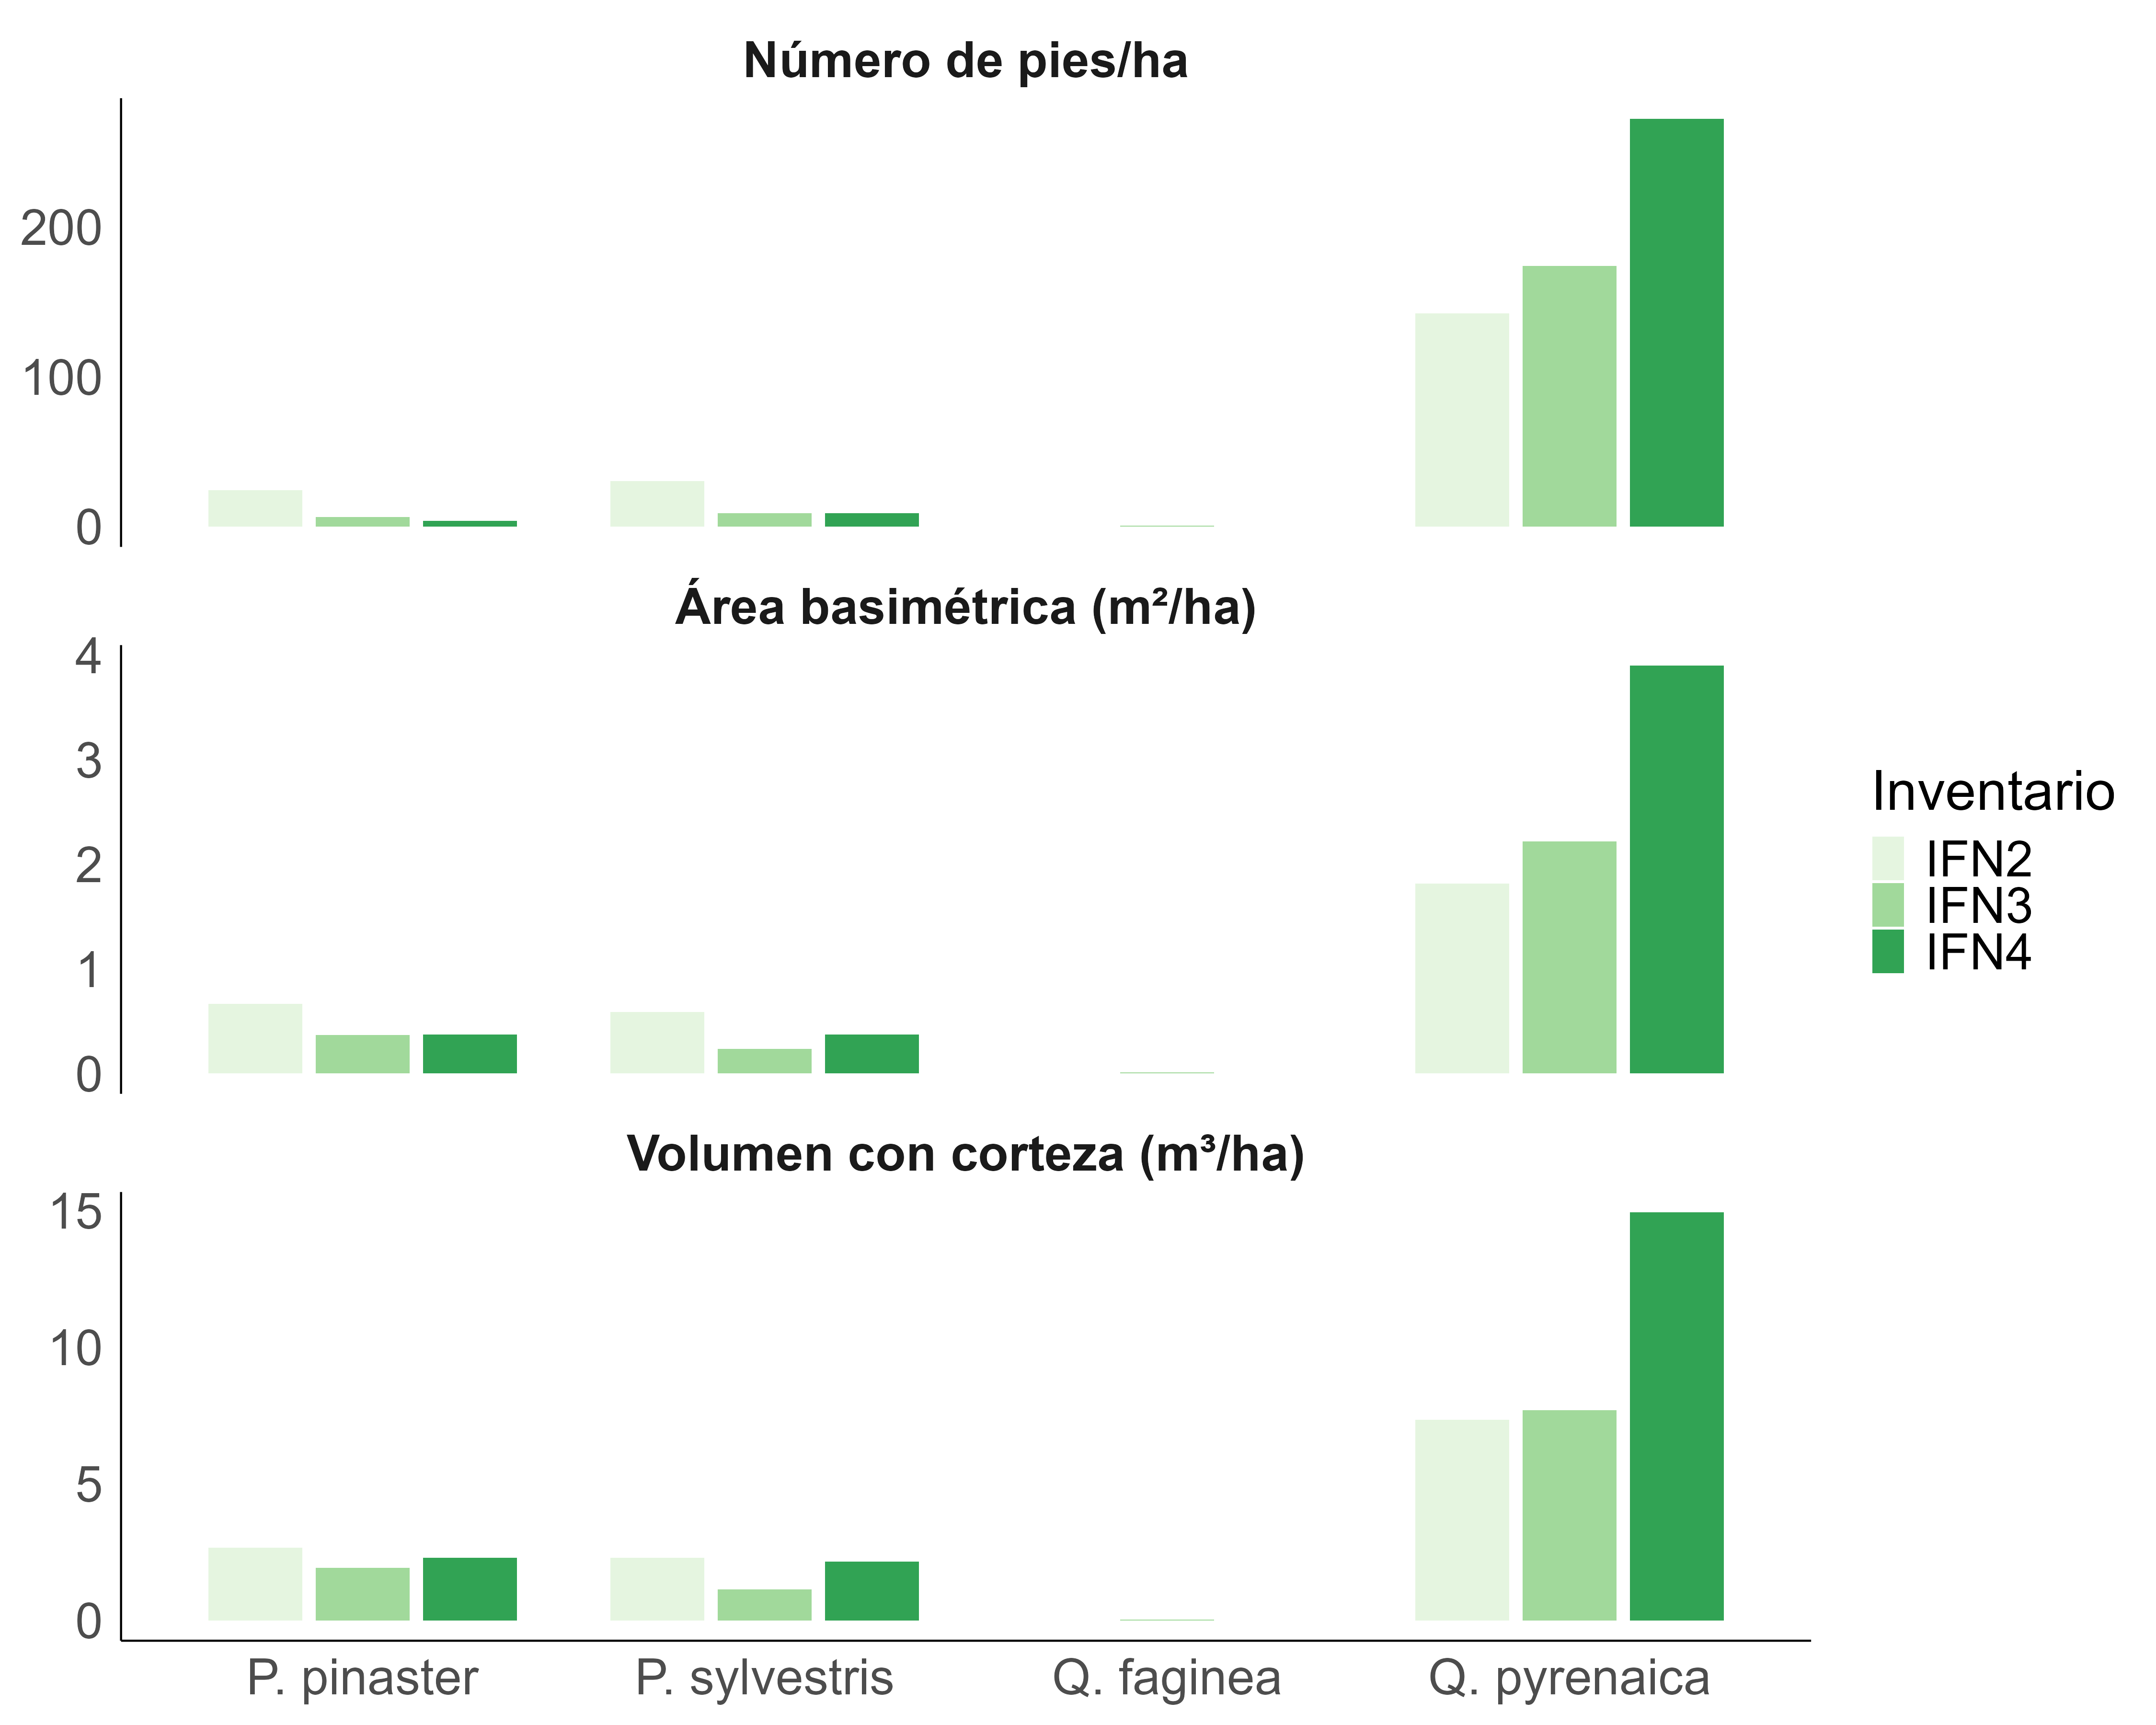 Número de pies/ha
200
100
0
Área basimétrica (m²/ha)
4
3
2
1
0
Volumen con corteza (m³/ha)
15
10
5
0
P. pinaster P. sylvestris Q. faginea Q. pyrenaica
Inventario
IFN2
IFN3
IFN4